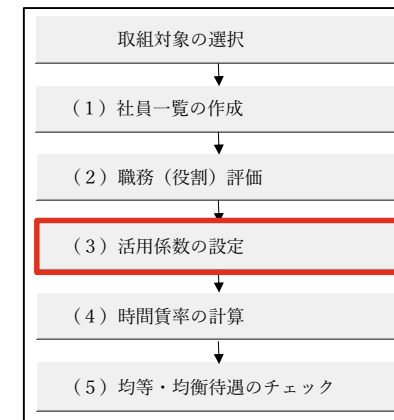 取組対象の選択
（１）社員一覧の作成
（２）職務（役割）評価
（３）活用係数の設定
（４）時間賃率の計算
（５）均等・均衡待遇のチェック